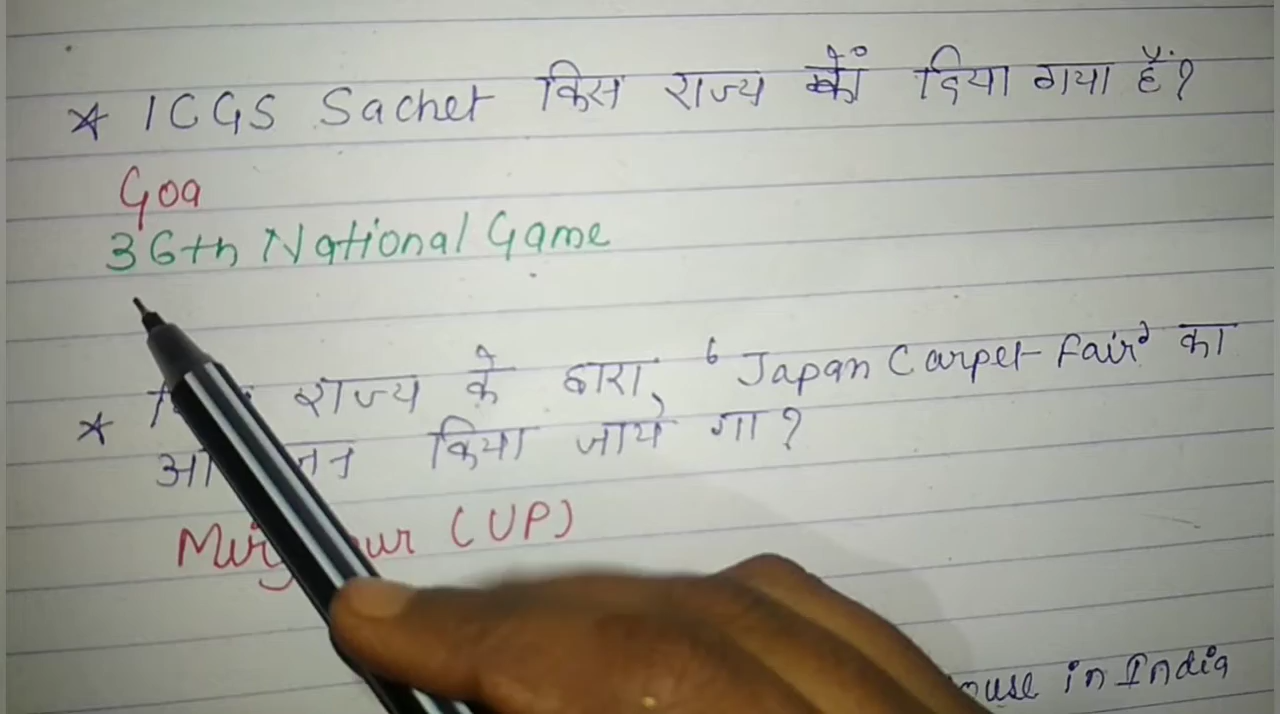 * ICGS Sachet किस राज्य को दिया गया है?
Goa
36th National Game
* राज्य के द्वारा, 'Japan Carpet fair' का
किया जाये गा?
(UP)
in India